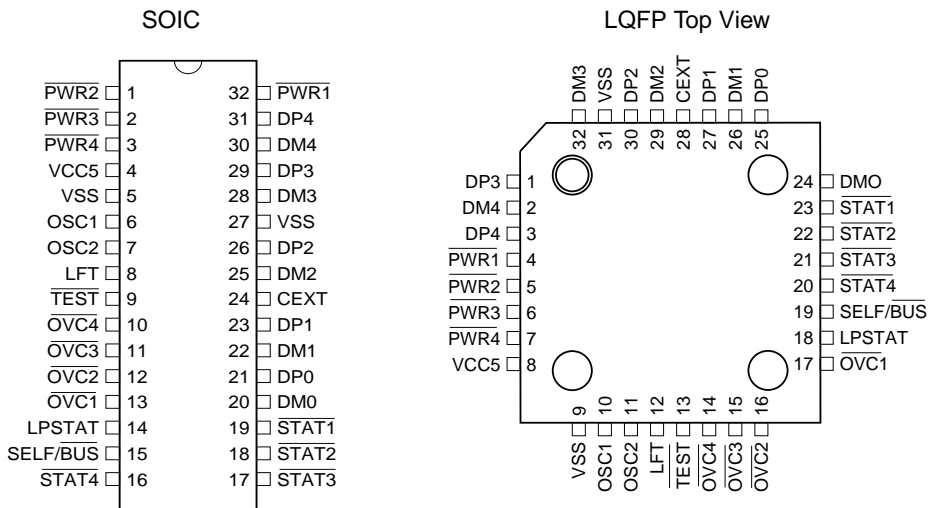 SOIC
PWR2 1 32 PWR1
PWR3 2 31 DP4
PWR4 3 30 DM4
VCC5 4 29 DP3
VSS 5 28 DM3
OSC1 6 27 VSS
OSC2 7 26 DP2
LFT 8 25 DM2
TEST 9 24 CEXT
OVC4 10 23 DP1
OVC3 11 22 DM1
OVC2 12 21 DP0
OVC1 13 20 DM0
LPSTAT 14 19 STAT1
SELF/BUS 15 18 STAT2
STAT4 16 17 STAT3
LQFP Top View
DM3 VSS DP2 DM2 CEXT DP1 DM1 DP0
32 31 30 29 28 27 26 25
DP3 1 24 DMO
DM4 2 23 STAT1
DP4 3 22 STAT2
PWR1 4 21 STAT3
PWR2 5 20 STAT4
PWR3 6 19 SELF/BUS
PWR4 7 18 LPSTAT
VCC5 8 17 OVC1
9 10 11 12 13 14 15 16
VSS OSC1 OSC2 LFT TEST OVC4 OVC3 OVC2